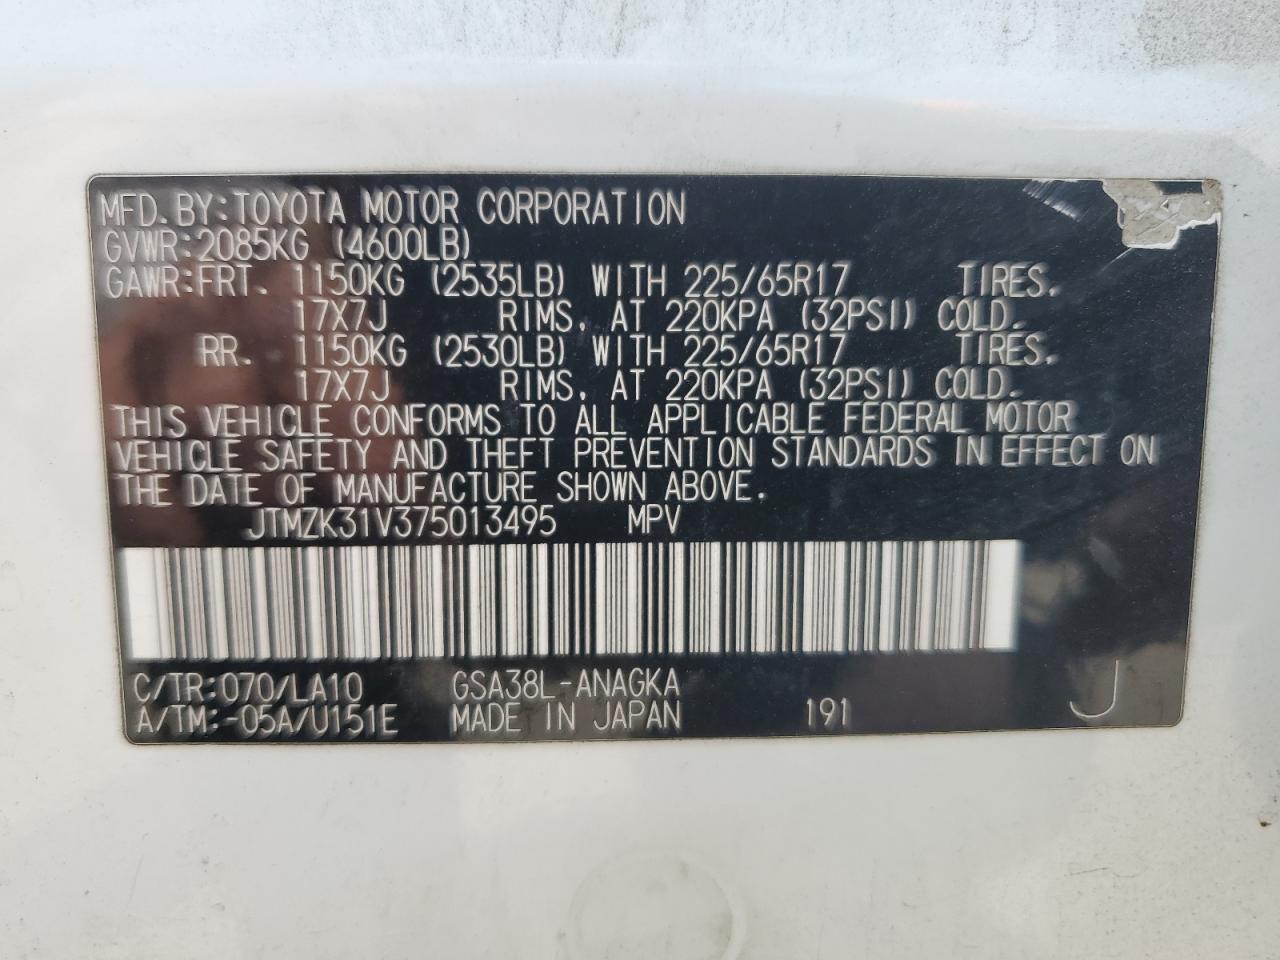 MFD.BY:TOYOTA MOTOR CORPORATION
GVWR:2085KG (4600LB)
GAWR:FRT. 1150KG (2535LB) WITH 225/65R17 TIRES.
17X7J RIMS, AT 220KPA (32PSI) COLD.
RR. 1150KG (2530LB) WITH 225/65R17 TIRES.
17X7J RIMS, AT 220KPA (32PSI) COLD.
THIS VEHICLE CONFORMS TO ALL APPLICABLE FEDERAL MOTOR
VEHICLE SAFETY AND THEFT PREVENTION STANDARDS IN EFFECT ON
THE DATE OF MANUFACTURE SHOWN ABOVE.
JTMZK31V375013495 MPV
C/TR:070/LA10 GSA38L-ANAGKA
A/TM:-05A/U151E MADE IN JAPAN 191 J